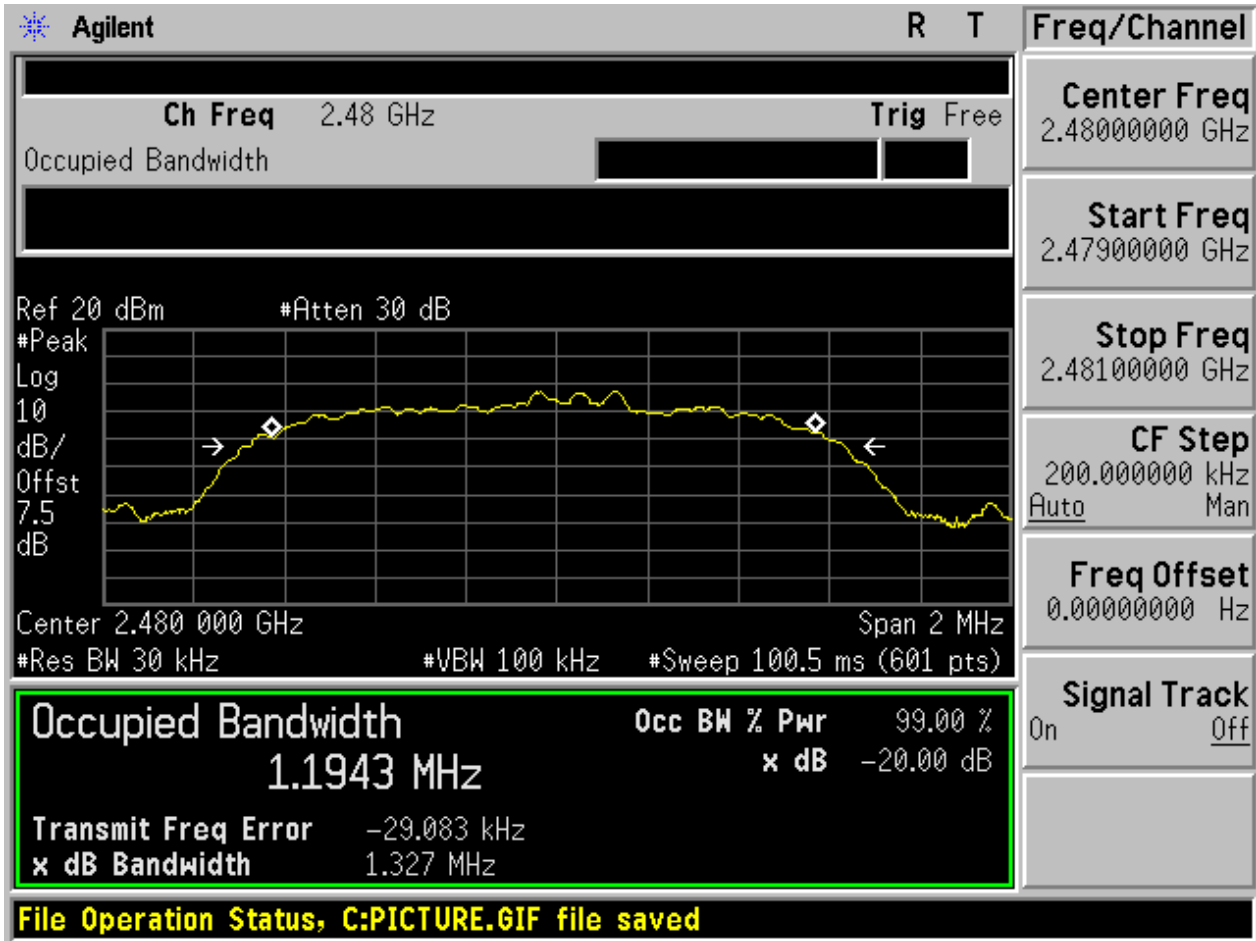 Agilent R T
Freq/Channel
Ch Freq 2.48 GHz Trig Free
Occupied Bandwidth
Center Freq
2.48000000 GHz
Start Freq
2.47900000 GHz
Stop Freq
2.48100000 GHz
CF Step
200.000000 kHz
Auto Man
Freq Offset
0.00000000 Hz
Signal Track
On Off
Ref 20 dBm #Atten 30 dB
#Peak
Log
10
dB/
Offst
7.5
dB
Center 2.480 000 GHz Span 2 MHz
#Res BW 30 kHz #VBW 100 kHz #Sweep 100.5 ms (601 pts)
Occupied Bandwidth Occ BW % Pwr 99.00 %
1.1943 MHz x dB -20.00 dB
Transmit Freq Error -29.083 kHz
x dB Bandwidth 1.327 MHz
File Operation Status, C:PICTURE.GIF file saved